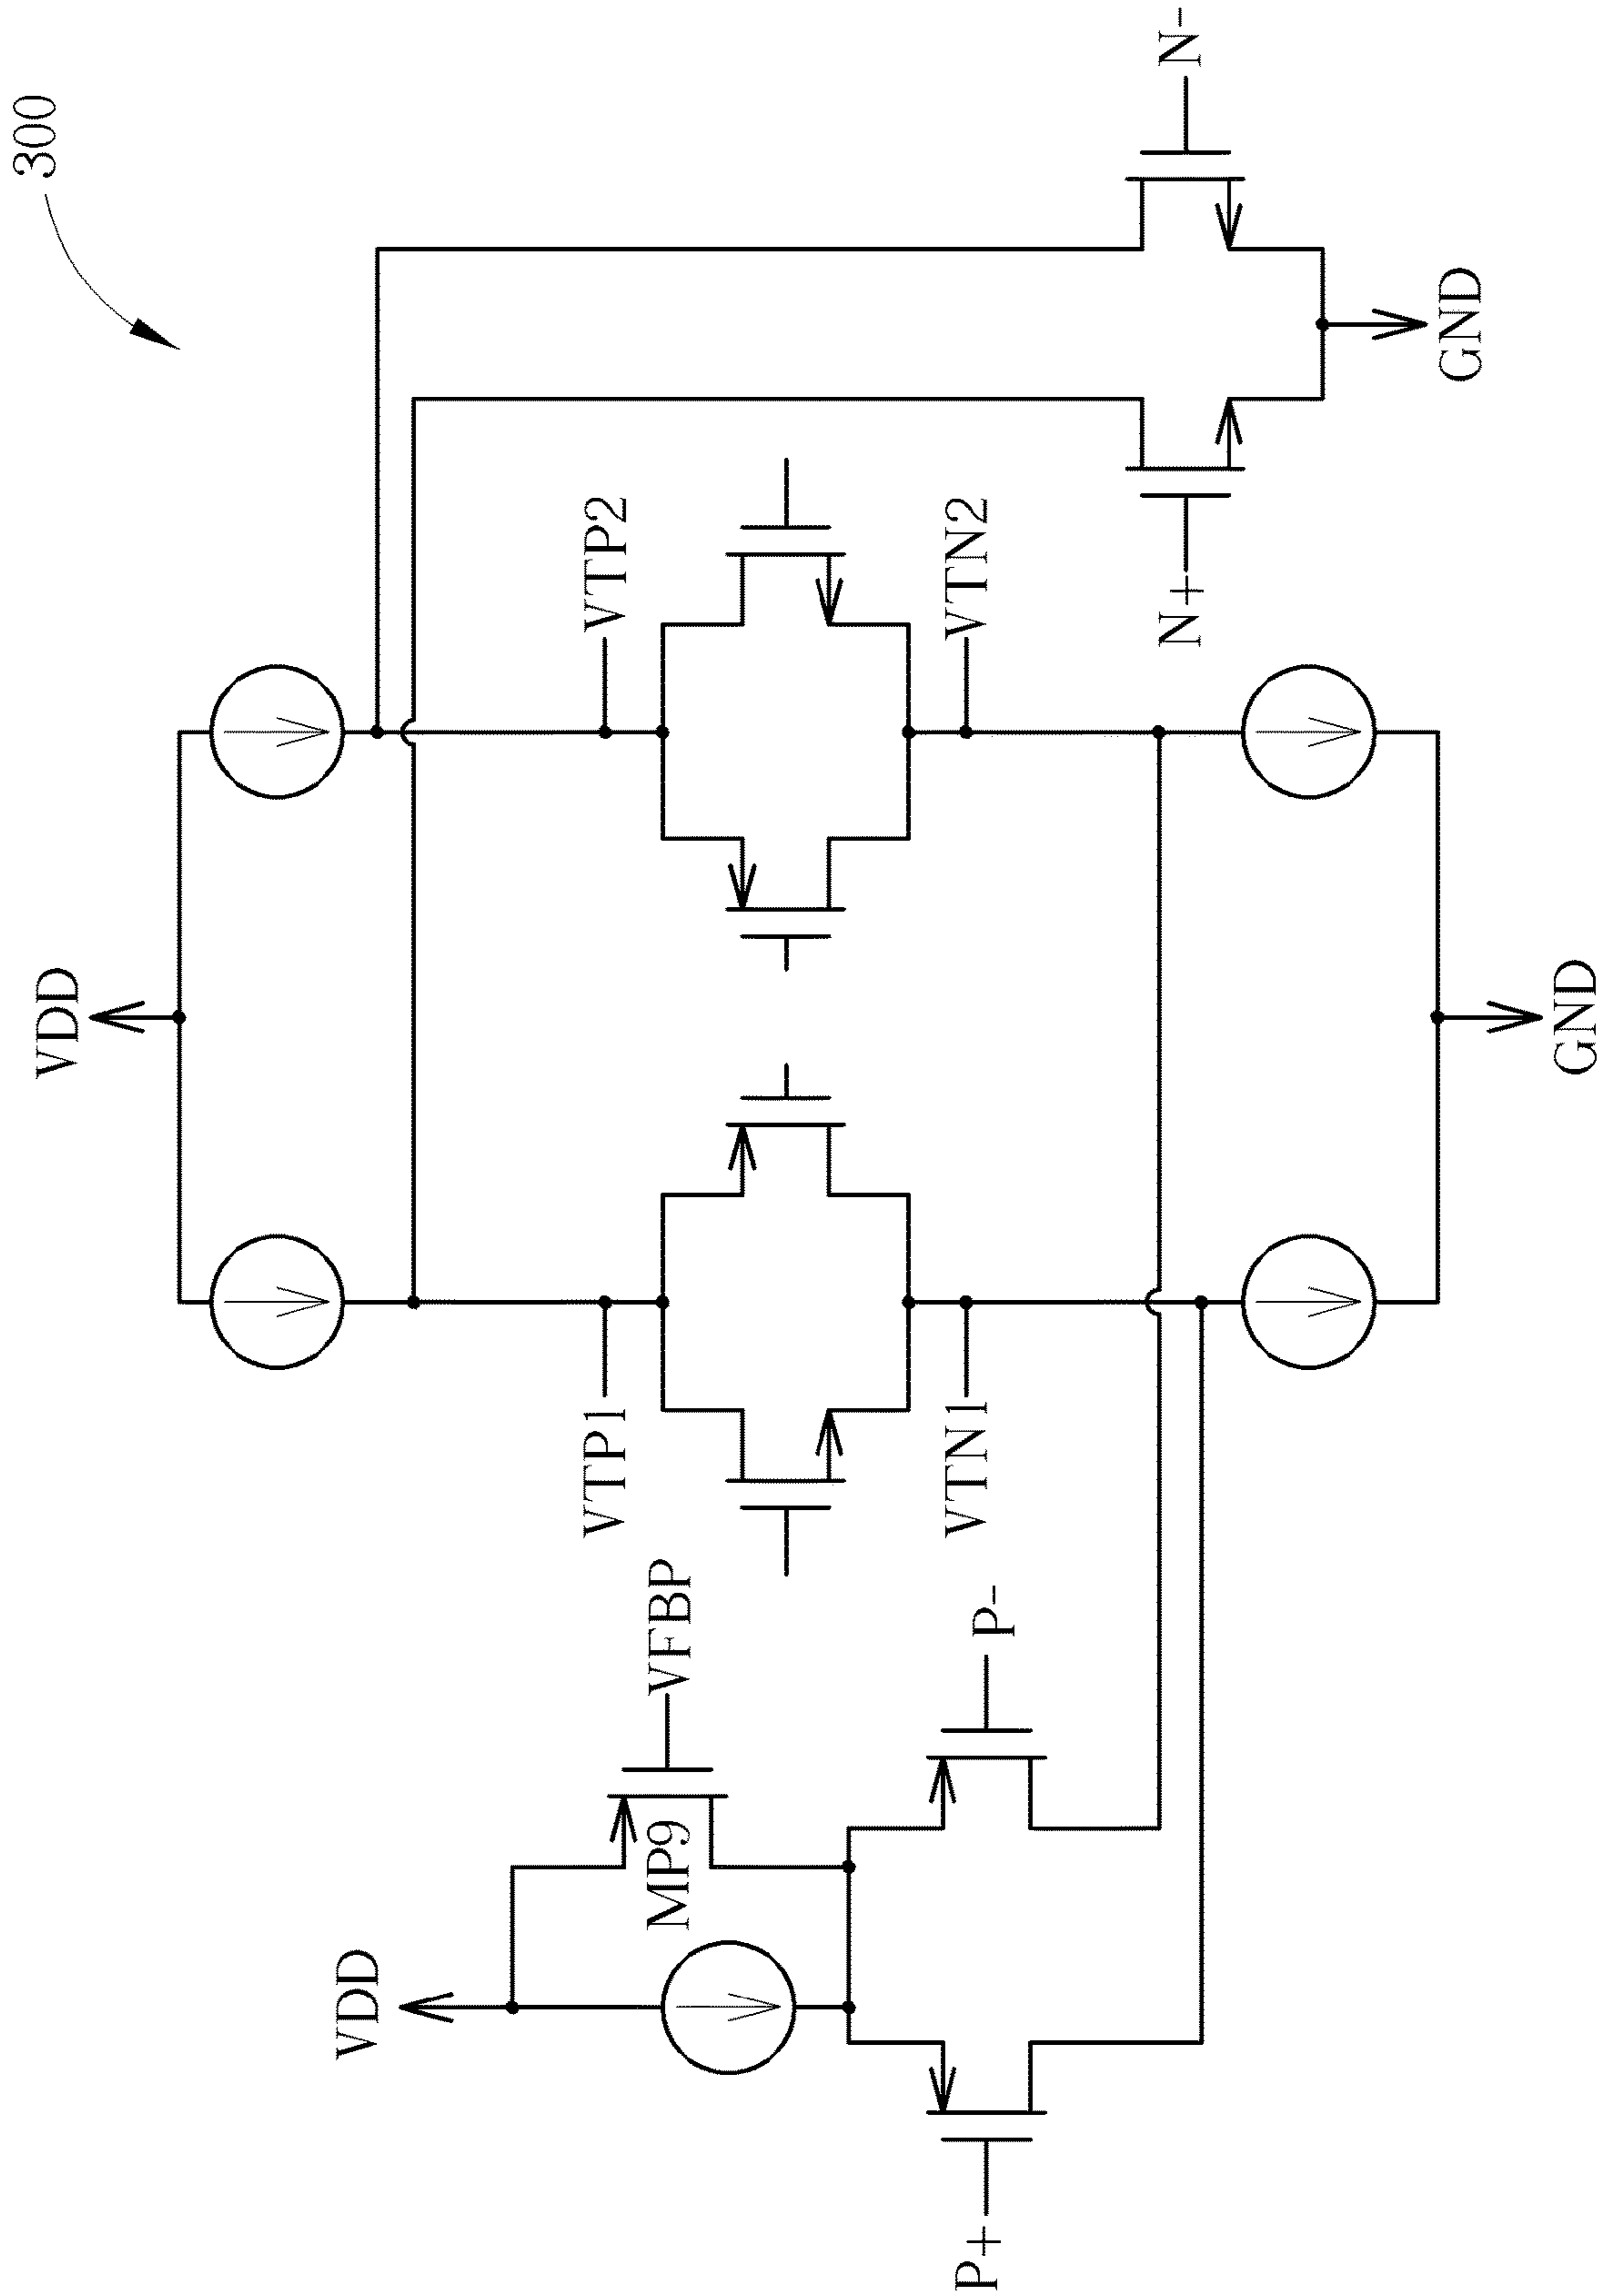 300
VDD
VDD
VTP1
VTP2
VFBP
MP9
VTN1
VTN2
P+
P-
N+
N-
GND
GND